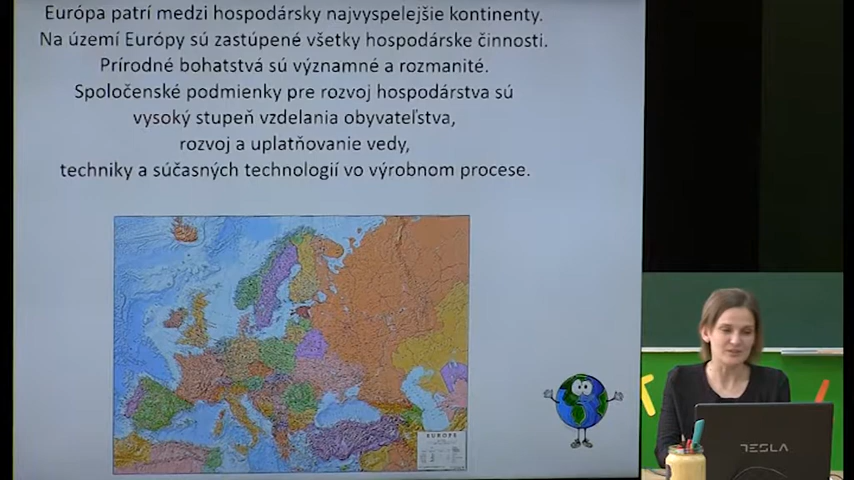 Európa patrí medzi hospodársky najvyspelejšie kontinenty.
Na území Európy sú zastúpené všetky hospodárske činnosti.
Prírodné bohatstvá sú významné a rozmanité.
Spoločenské podmienky pre rozvoj hospodárstva sú
vysoký stupeň vzdelania obyvateľstva,
rozvoj a uplatňovanie vedy,
techniky a súčasných technologií vo výrobnom procese.
EUROPE
TESLA